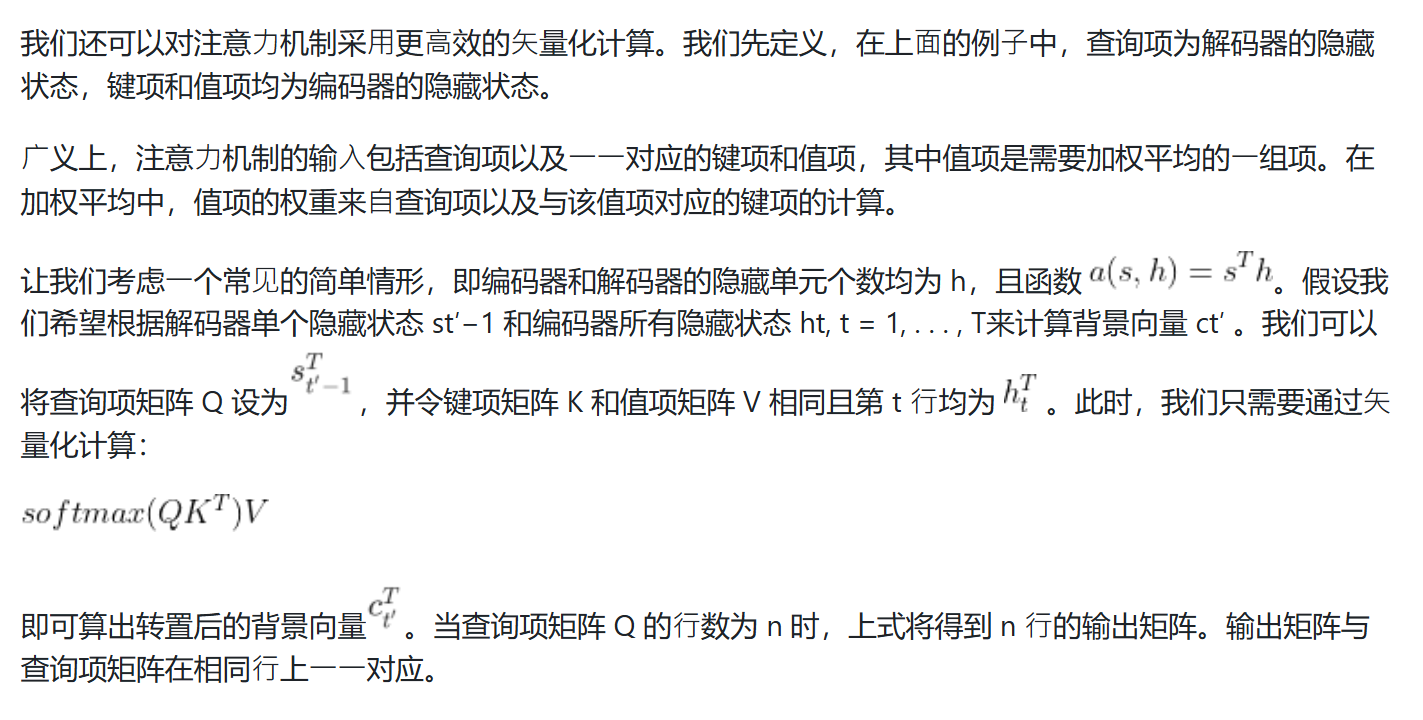 我们还可以对注意力机制采用更高效的矢量化计算。我们先定义，在上面的例子中，查询项为解码器的隐藏
状态，键项和值项均为编码器的隐藏状态。
广义上，注意力机制的输入包括查询项以及一一对应的键项和值项，其中值项是需要加权平均的一组项。在
加权平均中，值项的权重来自查询项以及与该值项对应的键项的计算。
让我们考虑一个常见的简单情形，即编码器和解码器的隐藏单元个数均为 h，且函数 $a(s, h) = s^T h$。假设我
们希望根据解码器单个隐藏状态 st′−1 和编码器所有隐藏状态 ht, t = 1, . . . , T来计算背景向量 ct′ 。我们可以
将查询项矩阵 Q 设为 $s_{t'-1}^T$ ，并令键项矩阵 K 和值项矩阵 V 相同且第 t 行均为 $h_t^T$ 。此时，我们只需要通过矢
量化计算：
$softmax(QK^T)V$
即可算出转置后的背景向量 $c_{t'}^T$ 。当查询项矩阵 Q 的行数为 n 时，上式将得到 n 行的输出矩阵。输出矩阵与
查询项矩阵在相同行上一一对应。